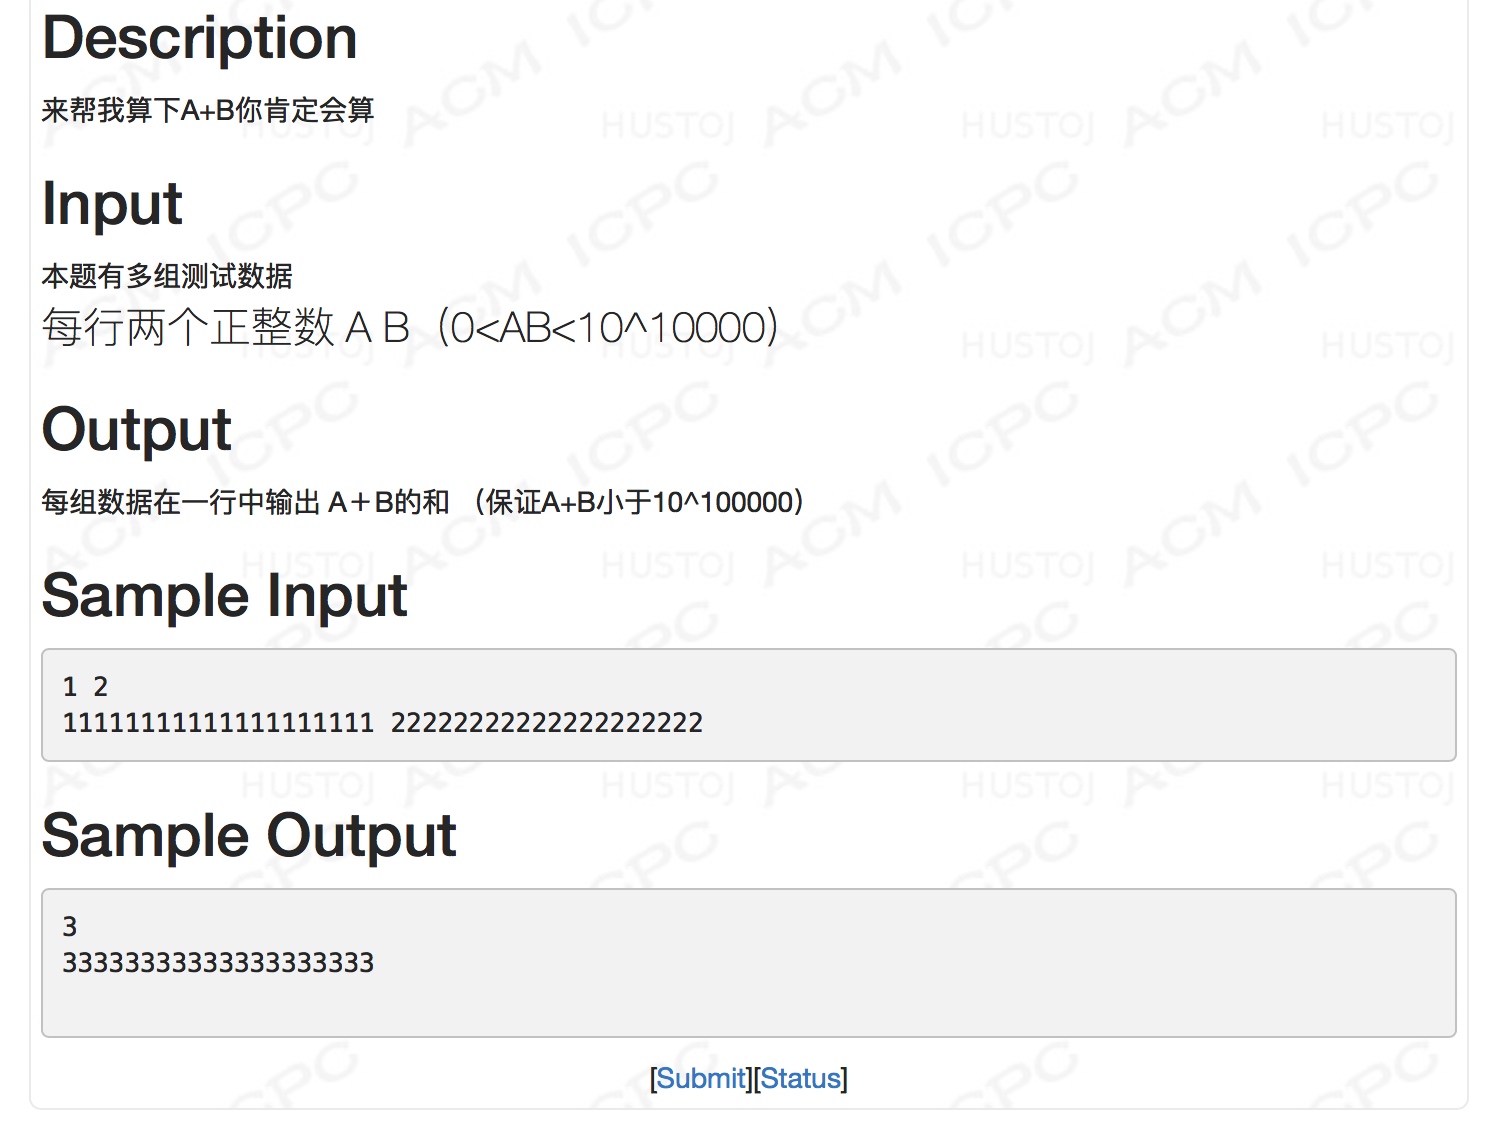 Description
来帮我算下A+B你肯定会算
Input
本题有多组测试数据
每行两个正整数 A B（0<AB<10^10000）
Output
每组数据在一行中输出 A＋B的和 （保证A+B小于10^100000）
Sample Input
1 2
11111111111111111111 22222222222222222222
Sample Output
3
33333333333333333333
[Submit][Status]